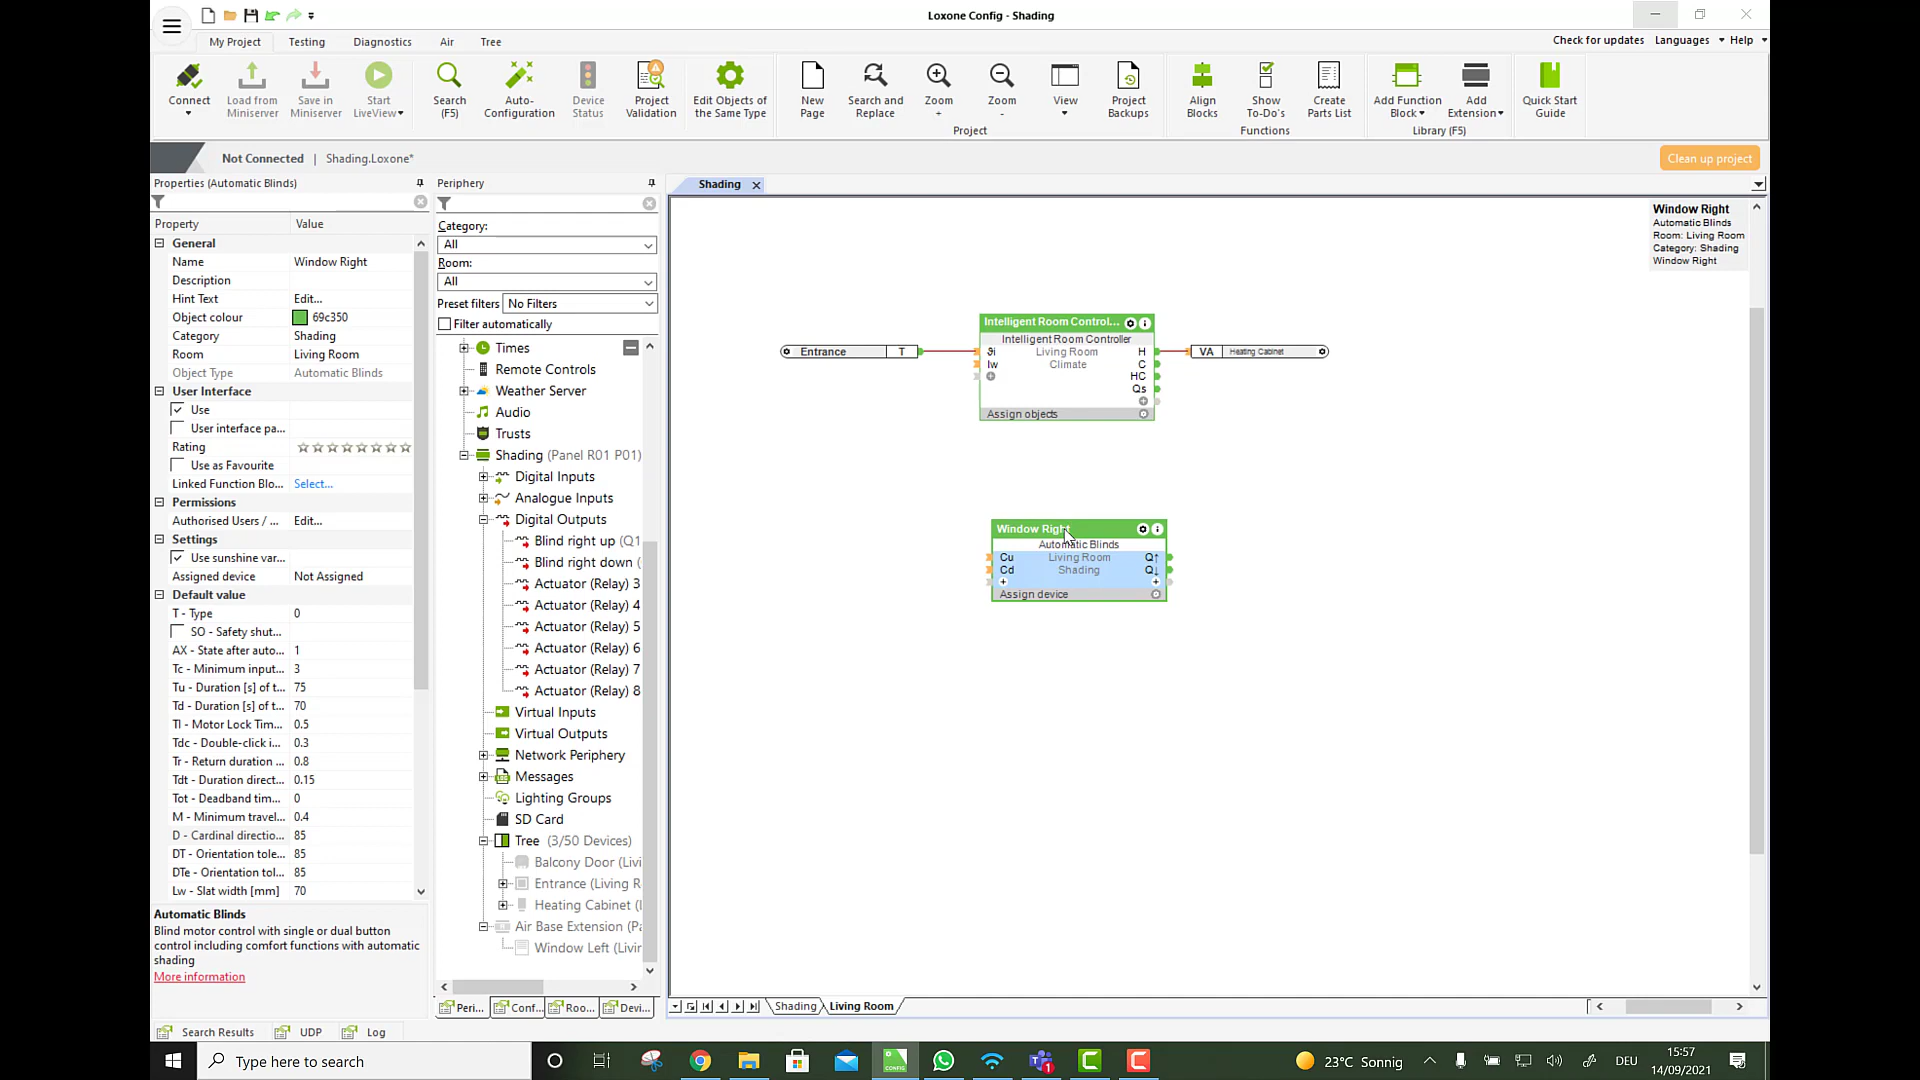 Loxone Config - Shading
My Project
Testing
Diagnostics
Air
Tree
Check for updates
Languages
Help
Connect
Load from Miniserver
Save in Miniserver
Start LiveView
Search (F5)
Auto-Configuration
Device Status
Project Validation
Edit Objects of the Same Type
New Page
Search and Replace
Zoom +
Zoom -
View
Project Backups
Align Blocks
Show To-Do's
Create Parts List
Add Function Block
Add Extension
Quick Start Guide
Project
Functions
Library (F5)
Not Connected | Shading.Loxone*
Clean up project
Properties (Automatic Blinds)
Property Value
General
Name Window Right
Description
Hint Text Edit...
Object colour 69c350
Category Shading
Room Living Room
Object Type Automatic Blinds
User Interface
Use
User interface pa...
Rating
Use as Favourite
Linked Function Blo... Select...
Permissions
Authorised Users / ... Edit...
Settings
Use sunshine var...
Assigned device Not Assigned
Default value
T - Type 0
SO - Safety shut...
AX - State after auto... 1
Tc - Minimum input... 3
Tu - Duration [s] of t... 75
Td - Duration [s] of t... 70
Tl - Motor Lock Tim... 0.5
Tdc - Double-click i... 0.3
Tr - Return duration ... 0.8
Tdt - Duration direct... 0.15
Tot - Deadband tim... 0
M - Minimum travel... 0.4
D - Cardinal directio... 85
DT - Orientation tole... 85
DTe - Orientation tol... 85
Lw - Slat width [mm] 70
Automatic Blinds
Blind motor control with single or dual button
control including comfort functions with automatic
shading
More information
Periphery
Category:
All
Room:
All
Preset filters No Filters
Filter automatically
Times
Remote Controls
Weather Server
Audio
Trusts
Shading (Panel R01 P01)
Digital Inputs
Analogue Inputs
Digital Outputs
Blind right up (Q1
Blind right down (
Actuator (Relay) 3
Actuator (Relay) 4
Actuator (Relay) 5
Actuator (Relay) 6
Actuator (Relay) 7
Actuator (Relay) 8
Virtual Inputs
Virtual Outputs
Network Periphery
Messages
Lighting Groups
SD Card
Tree (3/50 Devices)
Balcony Door (Livi
Entrance (Living R
Heating Cabinet (l
Air Base Extension (Pa
Window Left (Livir
Peri...
Conf...
Roo...
Devi...
Shading
Window Right
Automatic Blinds
Room: Living Room
Category: Shading
Window Right
Entrance T
Intelligent Room Control...
Intelligent Room Controller
ϑi Living Room H
Iw Climate C
HC
Qs
Assign objects
VA Heating Cabinet
Window Right
Automatic Blinds
Cu Living Room Q↑
Cd Shading Q↓
Assign device
Shading
Living Room
Search Results
UDP
Log
Type here to search
23°C Sonnig
DEU
15:57
14/09/2021